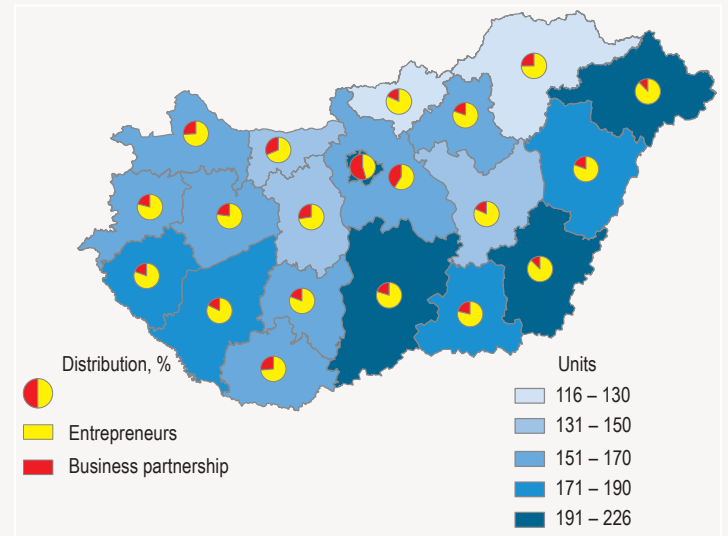 Distribution, %
Entrepreneurs
Business partnership
Units
116 – 130
131 – 150
151 – 170
171 – 190
191 – 226